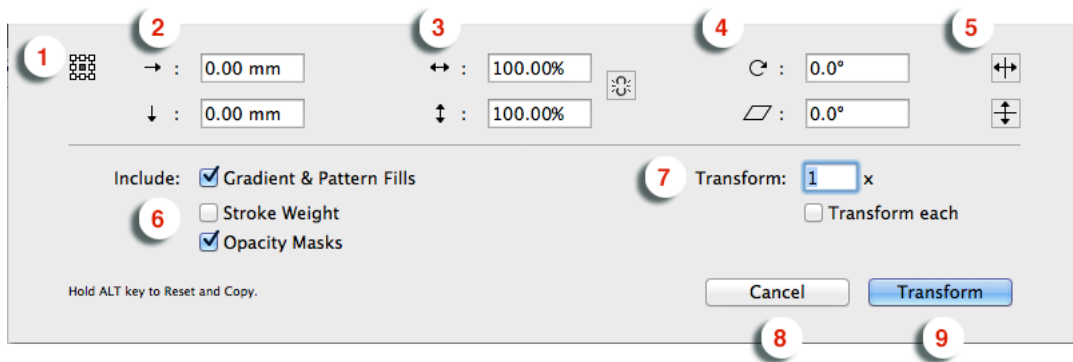 1 2 3 4 5
: 0.00 mm : 100.00% : 0.0°
: 0.00 mm : 100.00% : 0.0°
Include: Gradient & Pattern Fills 7 Transform: 1 x
6 Stroke Weight Transform each
Opacity Masks
Hold ALT key to Reset and Copy. Cancel Transform
8 9